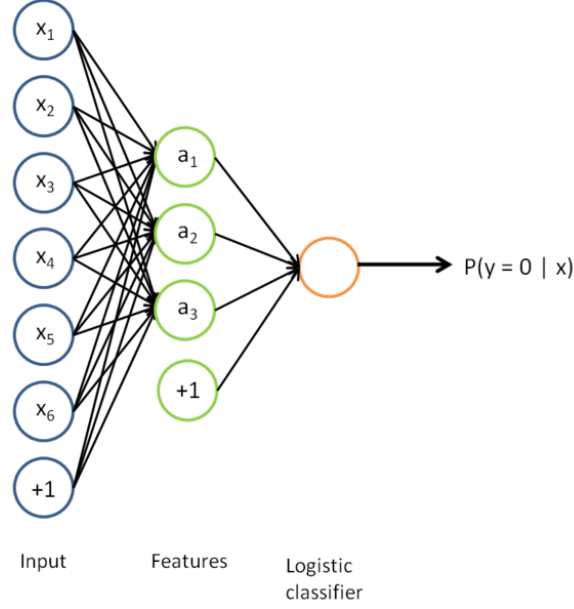 x₁
x₂
x₃
x₄
x₅
x₆
+1
a₁
a₂
a₃
+1
P(y = 0 | x)
Input
Features
Logistic
classifier